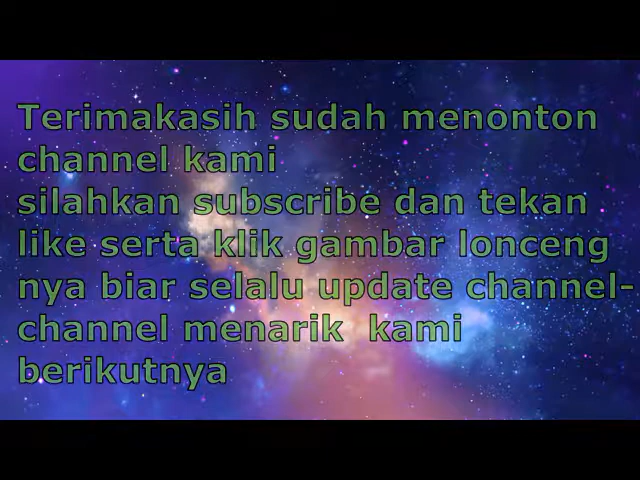 Terimakasih sudah menonton
channel kami
silahkan subscribe dan tekan
like serta klik gambar lonceng
nya biar selalu update channel-
channel menarik  kami
berikutnya